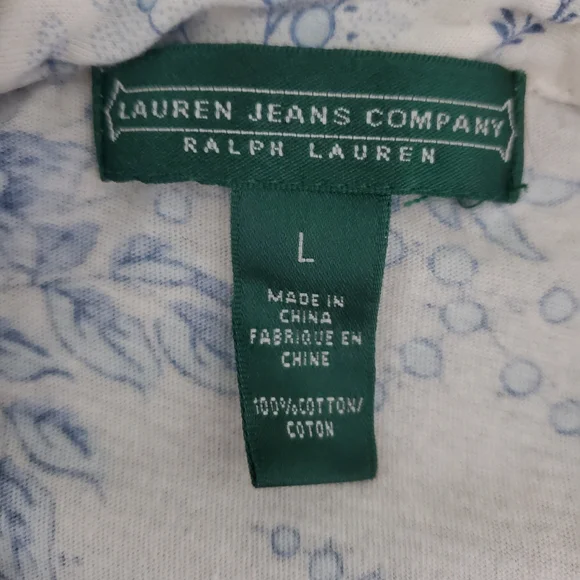 LAUREN JEANS COMPANY
RALPH LAUREN
L
MADE IN
CHINA
FABRIQUE EN
CHINE
100%COTTON/
COTON